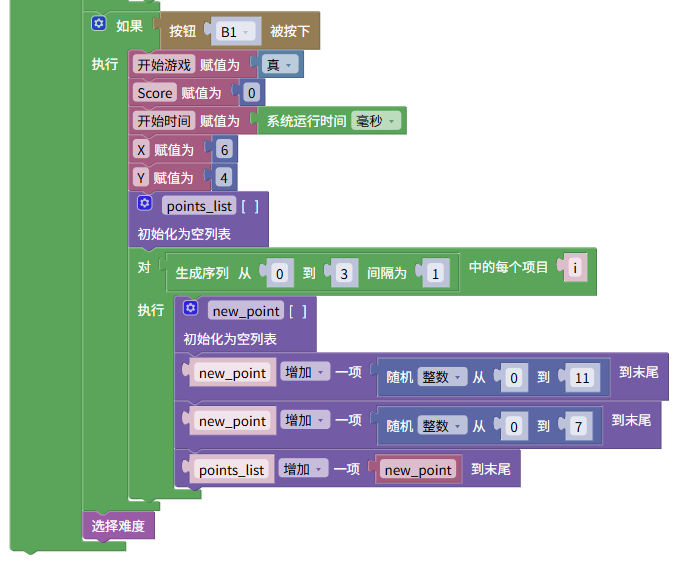 如果 按钮 B1 被按下
执行 开始游戏 赋值为 真
Score 赋值为 0
开始时间 赋值为 系统运行时间 毫秒
X 赋值为 6
Y 赋值为 4
points_list [ ]
初始化为空列表
对 生成序列 从 0 到 3 间隔为 1 中的每个项目 i
执行 new_point [ ]
初始化为空列表
new_point 增加 一项 随机 整数 从 0 到 11 到末尾
new_point 增加 一项 随机 整数 从 0 到 7 到末尾
points_list 增加 一项 new_point 到末尾
选择难度